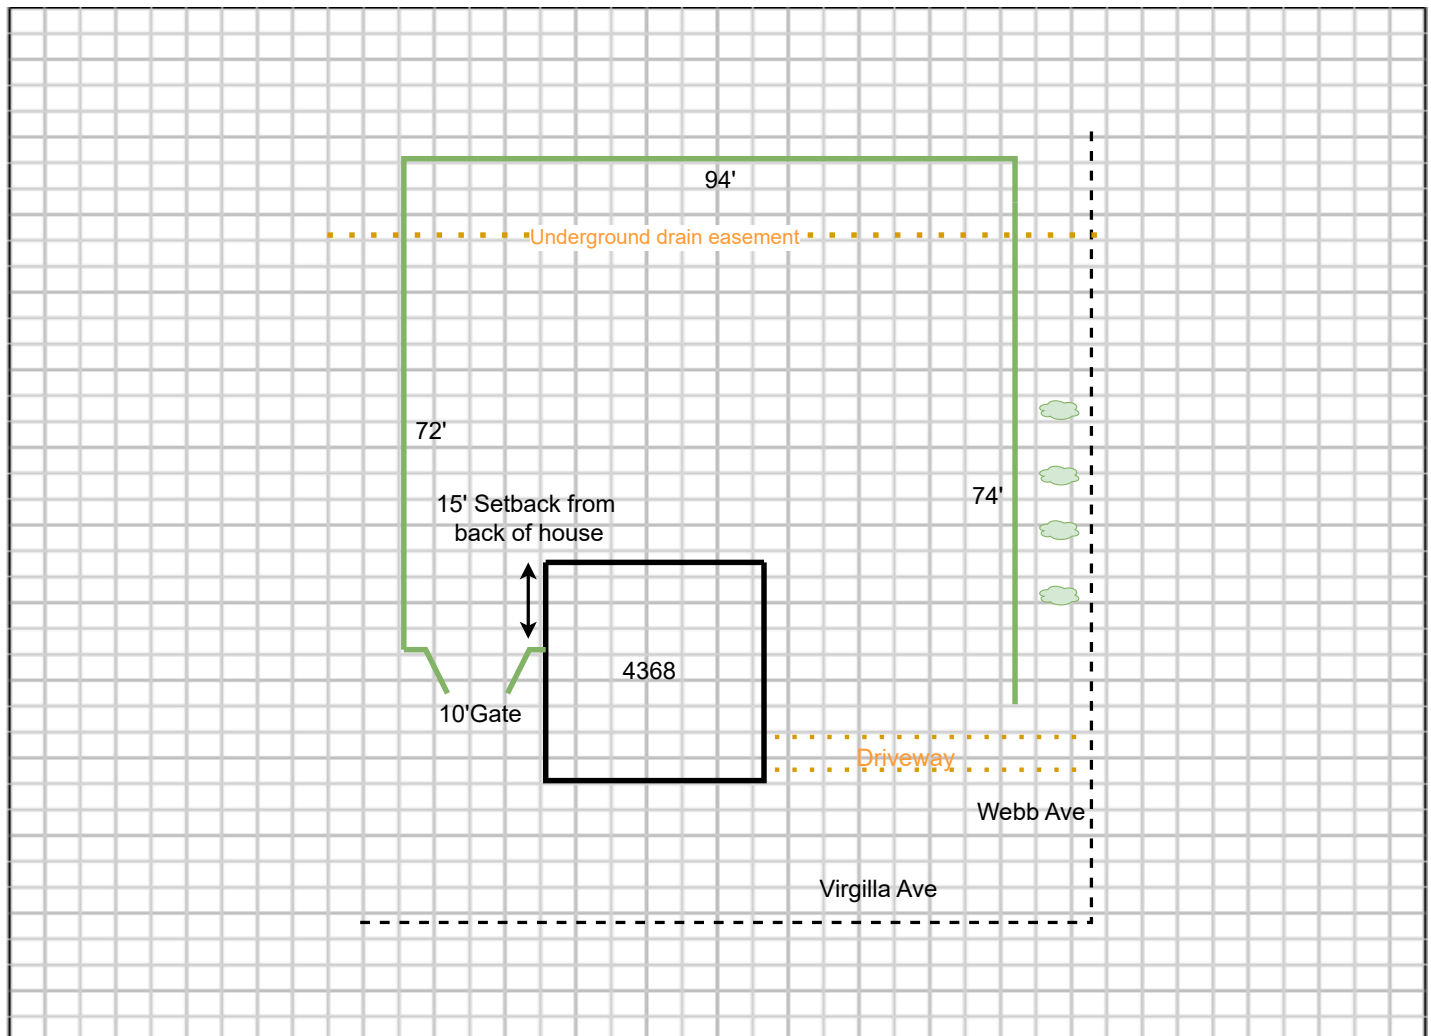 94'
Underground drain easement
72'
15' Setback from
back of house
74'
4368
10'Gate
Driveway
Webb Ave
Virgilla Ave